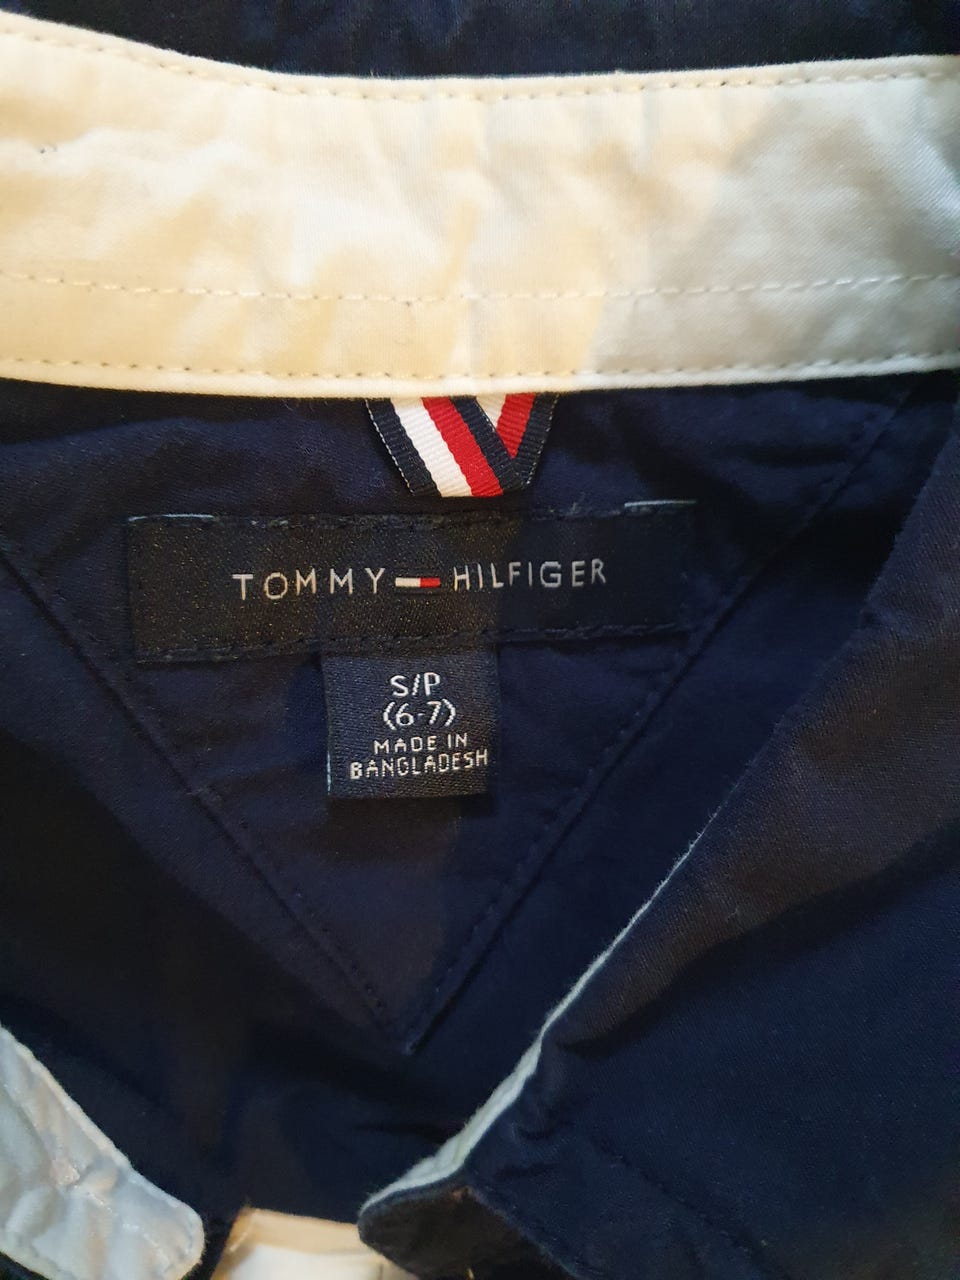 TOMMY HILFIGER
S/P
(6-7)
MADE IN
BANGLADESH